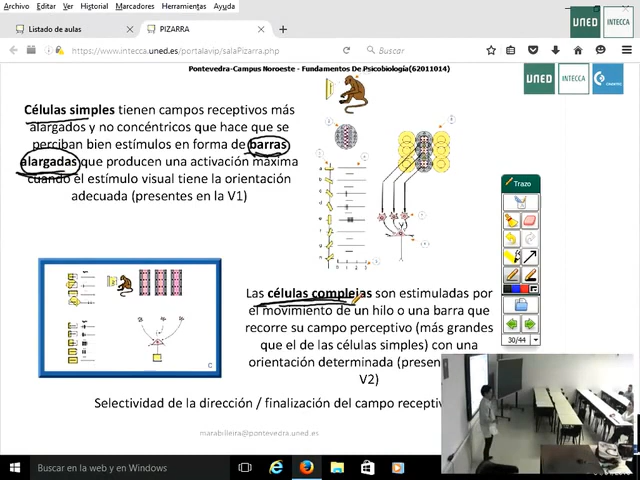 Archivo Editar Ver Historial Marcadores Herramientas Ayuda
Listado de aulas
PIZARRA
https://www.intecca.uned.es/portalavip/salaPizarra.php
Buscar
UNED
INTECCA
Pontevedra-Campus Noroeste - Fundamentos De Psicobiología(62011014)
UNED
INTECCA
Células simples tienen campos receptivos más
alargados y no concéntricos que hace que se
perciban bien estímulos en forma de barras
alargadas que producen una activación máxima
cuando el estímulo visual tiene la orientación
adecuada (presentes en la V1)
Trazo
30/44
Las células complejas son estimuladas por
el movimiento de un hilo o una barra que
recorre su campo perceptivo (más grandes
que el de las células simples) con una
orientación determinada (presen
V2)
Selectividad de la dirección / finalización del campo recepti
marabilleira@pontevedra.uned.es
Buscar en la web y en Windows